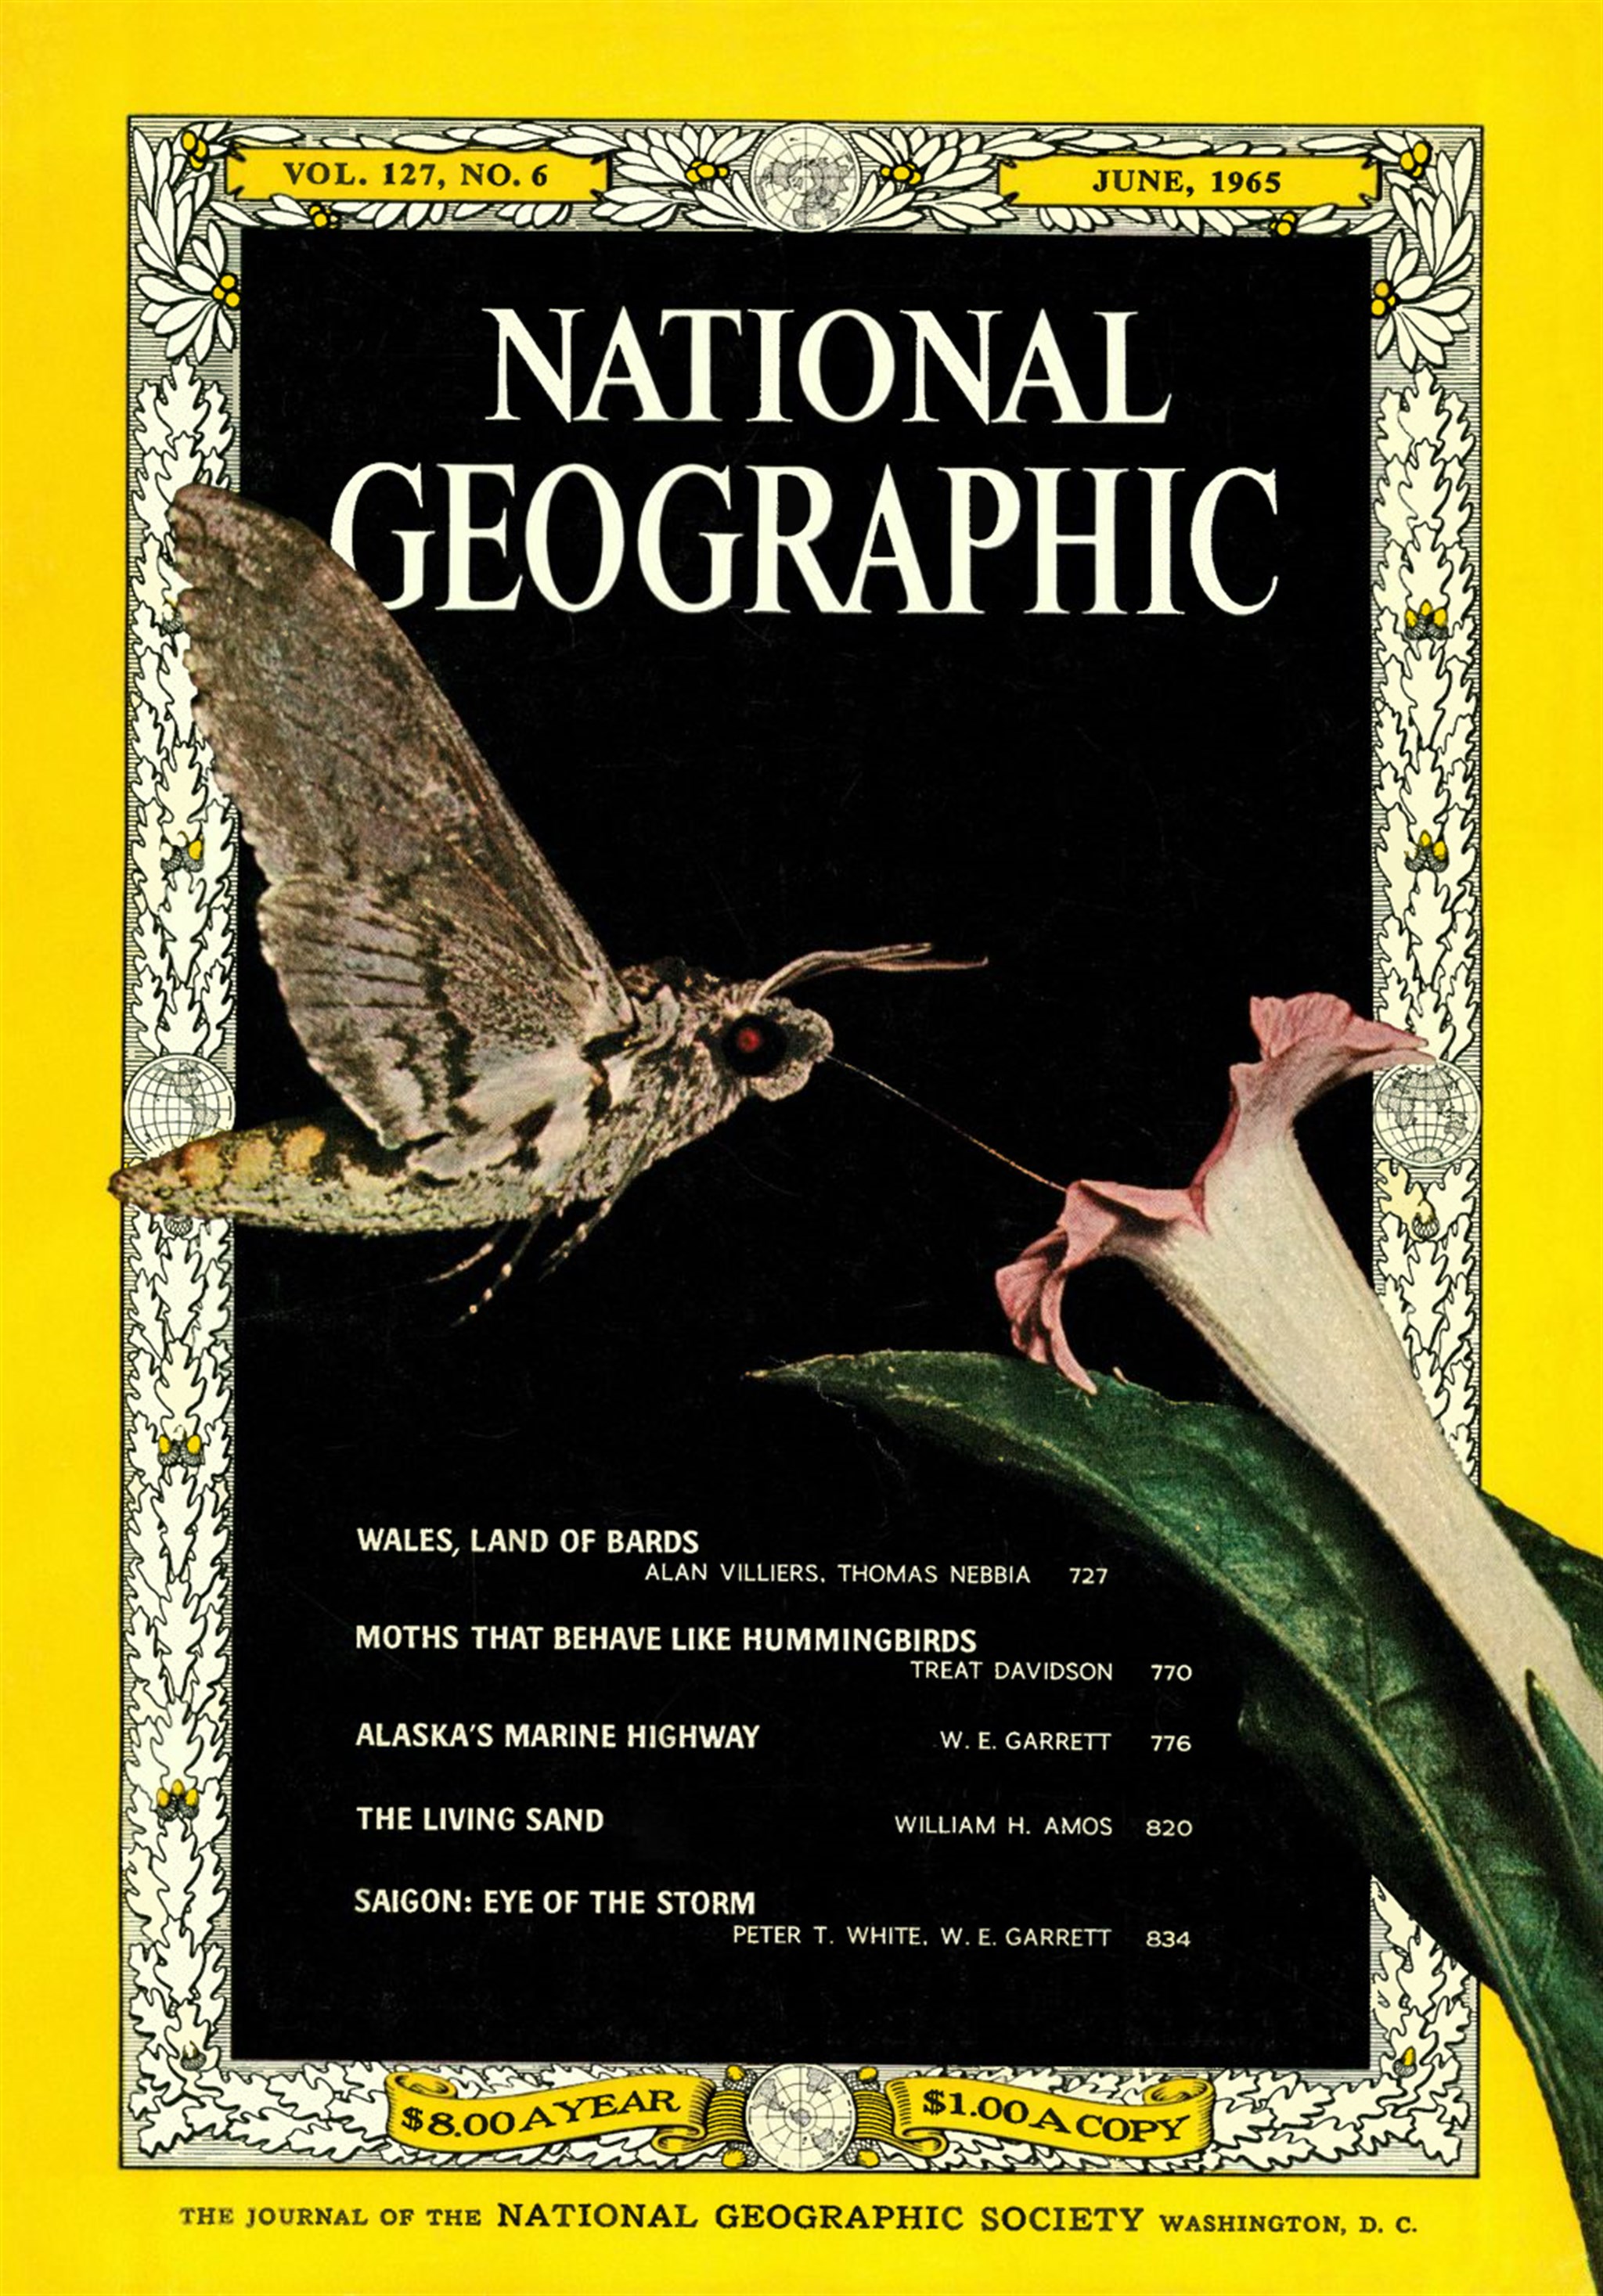 VOL. 127, NO. 6
JUNE, 1965
NATIONAL
GEOGRAPHIC
WALES, LAND OF BARDS
ALAN VILLIERS, THOMAS NEBBIA 727
MOTHS THAT BEHAVE LIKE HUMMINGBIRDS
TREAT DAVIDSON 770
ALASKA'S MARINE HIGHWAY W. E. GARRETT 776
THE LIVING SAND WILLIAM H. AMOS 820
SAIGON: EYE OF THE STORM
PETER T. WHITE, W. E. GARRETT 834
$8.00 A YEAR
$1.00 A COPY
THE JOURNAL OF THE NATIONAL GEOGRAPHIC SOCIETY WASHINGTON, D. C.